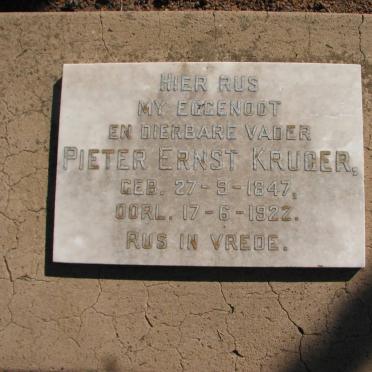 HIER RUS
MY EGGENOOT
EN DIERBARE VADER
PIETER ERNST KRUGER,
GEB. 27-9-1847,
OORL. 17-6-1922.
RUS IN VREDE.